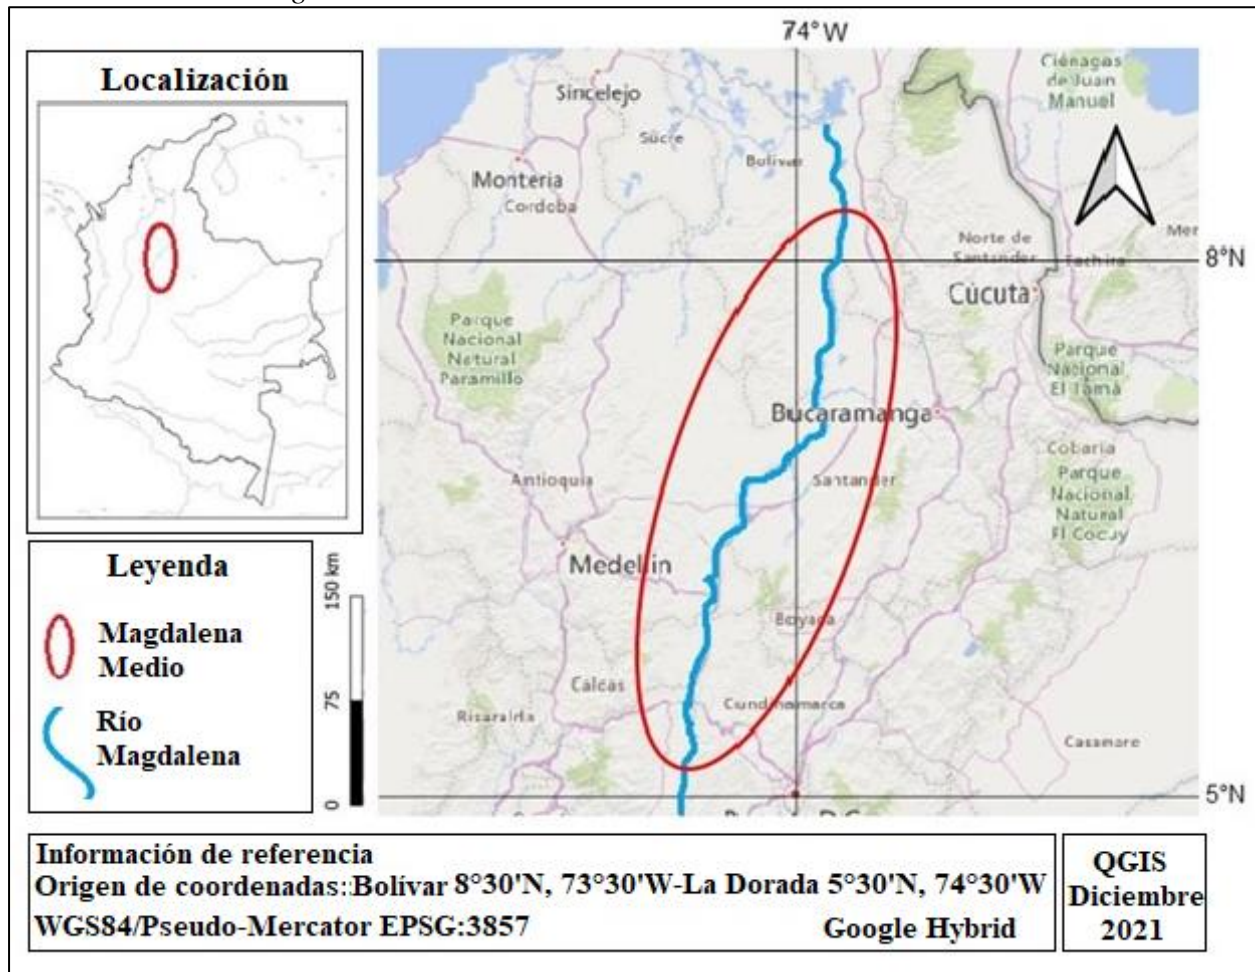 Localización
Leyenda
Magdalena
Medio
Río
Magdalena
150 km
75
0
74° W
8°N
5°N
Sincelejo
Sucre
Bolívar
Montería
Cordoba
Ciénagas
de Juan
Manuel
Norte de
Santander
Táchira
Mer
Cúcuta
Parque
Nacional
Natural
Paramillo
Parque
Nacional
El Tamá
Bucaramanga
Cobaria
Antioquia
Santander
Parque
Nacional
Natural
El Cocuy
Medellín
Boyacá
Caldas
Cundinamarca
Risaralda
Casanare
Información de referencia
Origen de coordenadas::Bolívar 8°30'N, 73°30'W-La Dorada 5°30'N, 74°30'W
WGS84/Pseudo-Mercator EPSG:3857 Google Hybrid
QGIS
Diciembre
2021